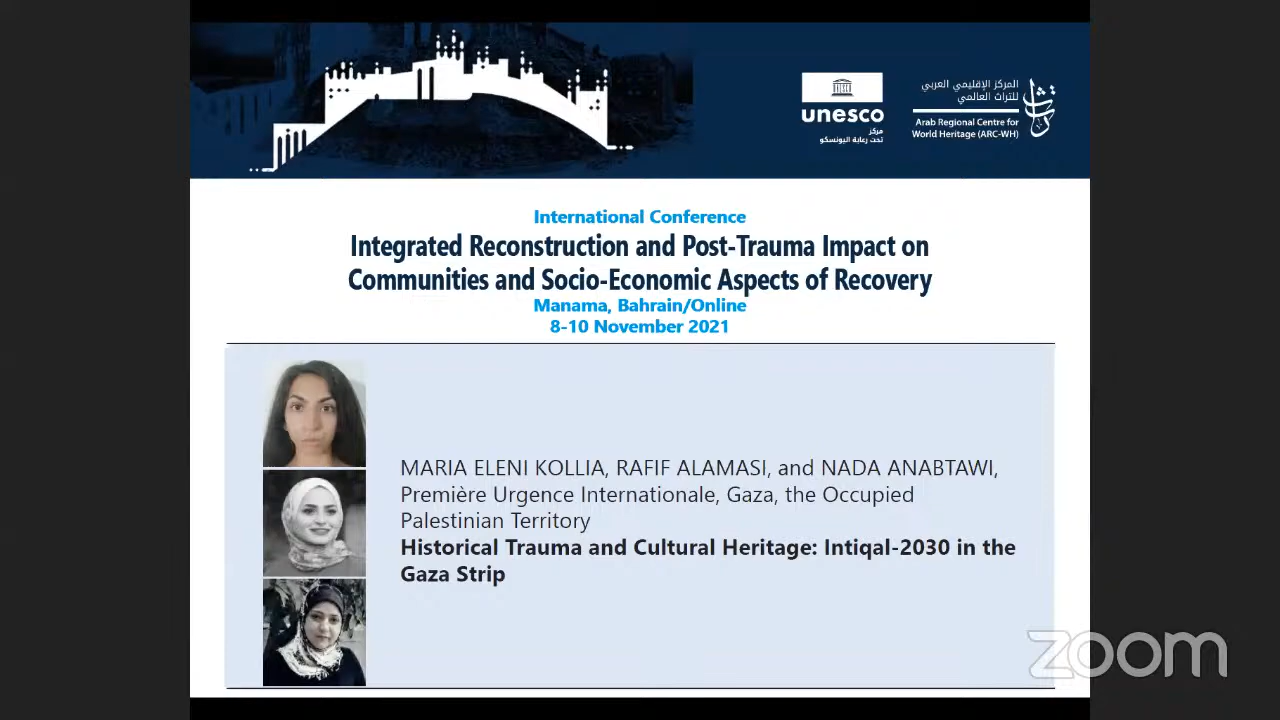 unesco
مركز
تحت رعاية اليونسكو
المركز الإقليمي العربي
للتراث العالمي
Arab Regional Centre for
World Heritage (ARC-WH)
International Conference
Integrated Reconstruction and Post-Trauma Impact on
Communities and Socio-Economic Aspects of Recovery
Manama, Bahrain/Online
8-10 November 2021
MARIA ELENI KOLLIA, RAFIF ALAMASI, and NADA ANABTAWI,
Première Urgence Internationale, Gaza, the Occupied
Palestinian Territory
Historical Trauma and Cultural Heritage: Intiqal-2030 in the
Gaza Strip
zoom